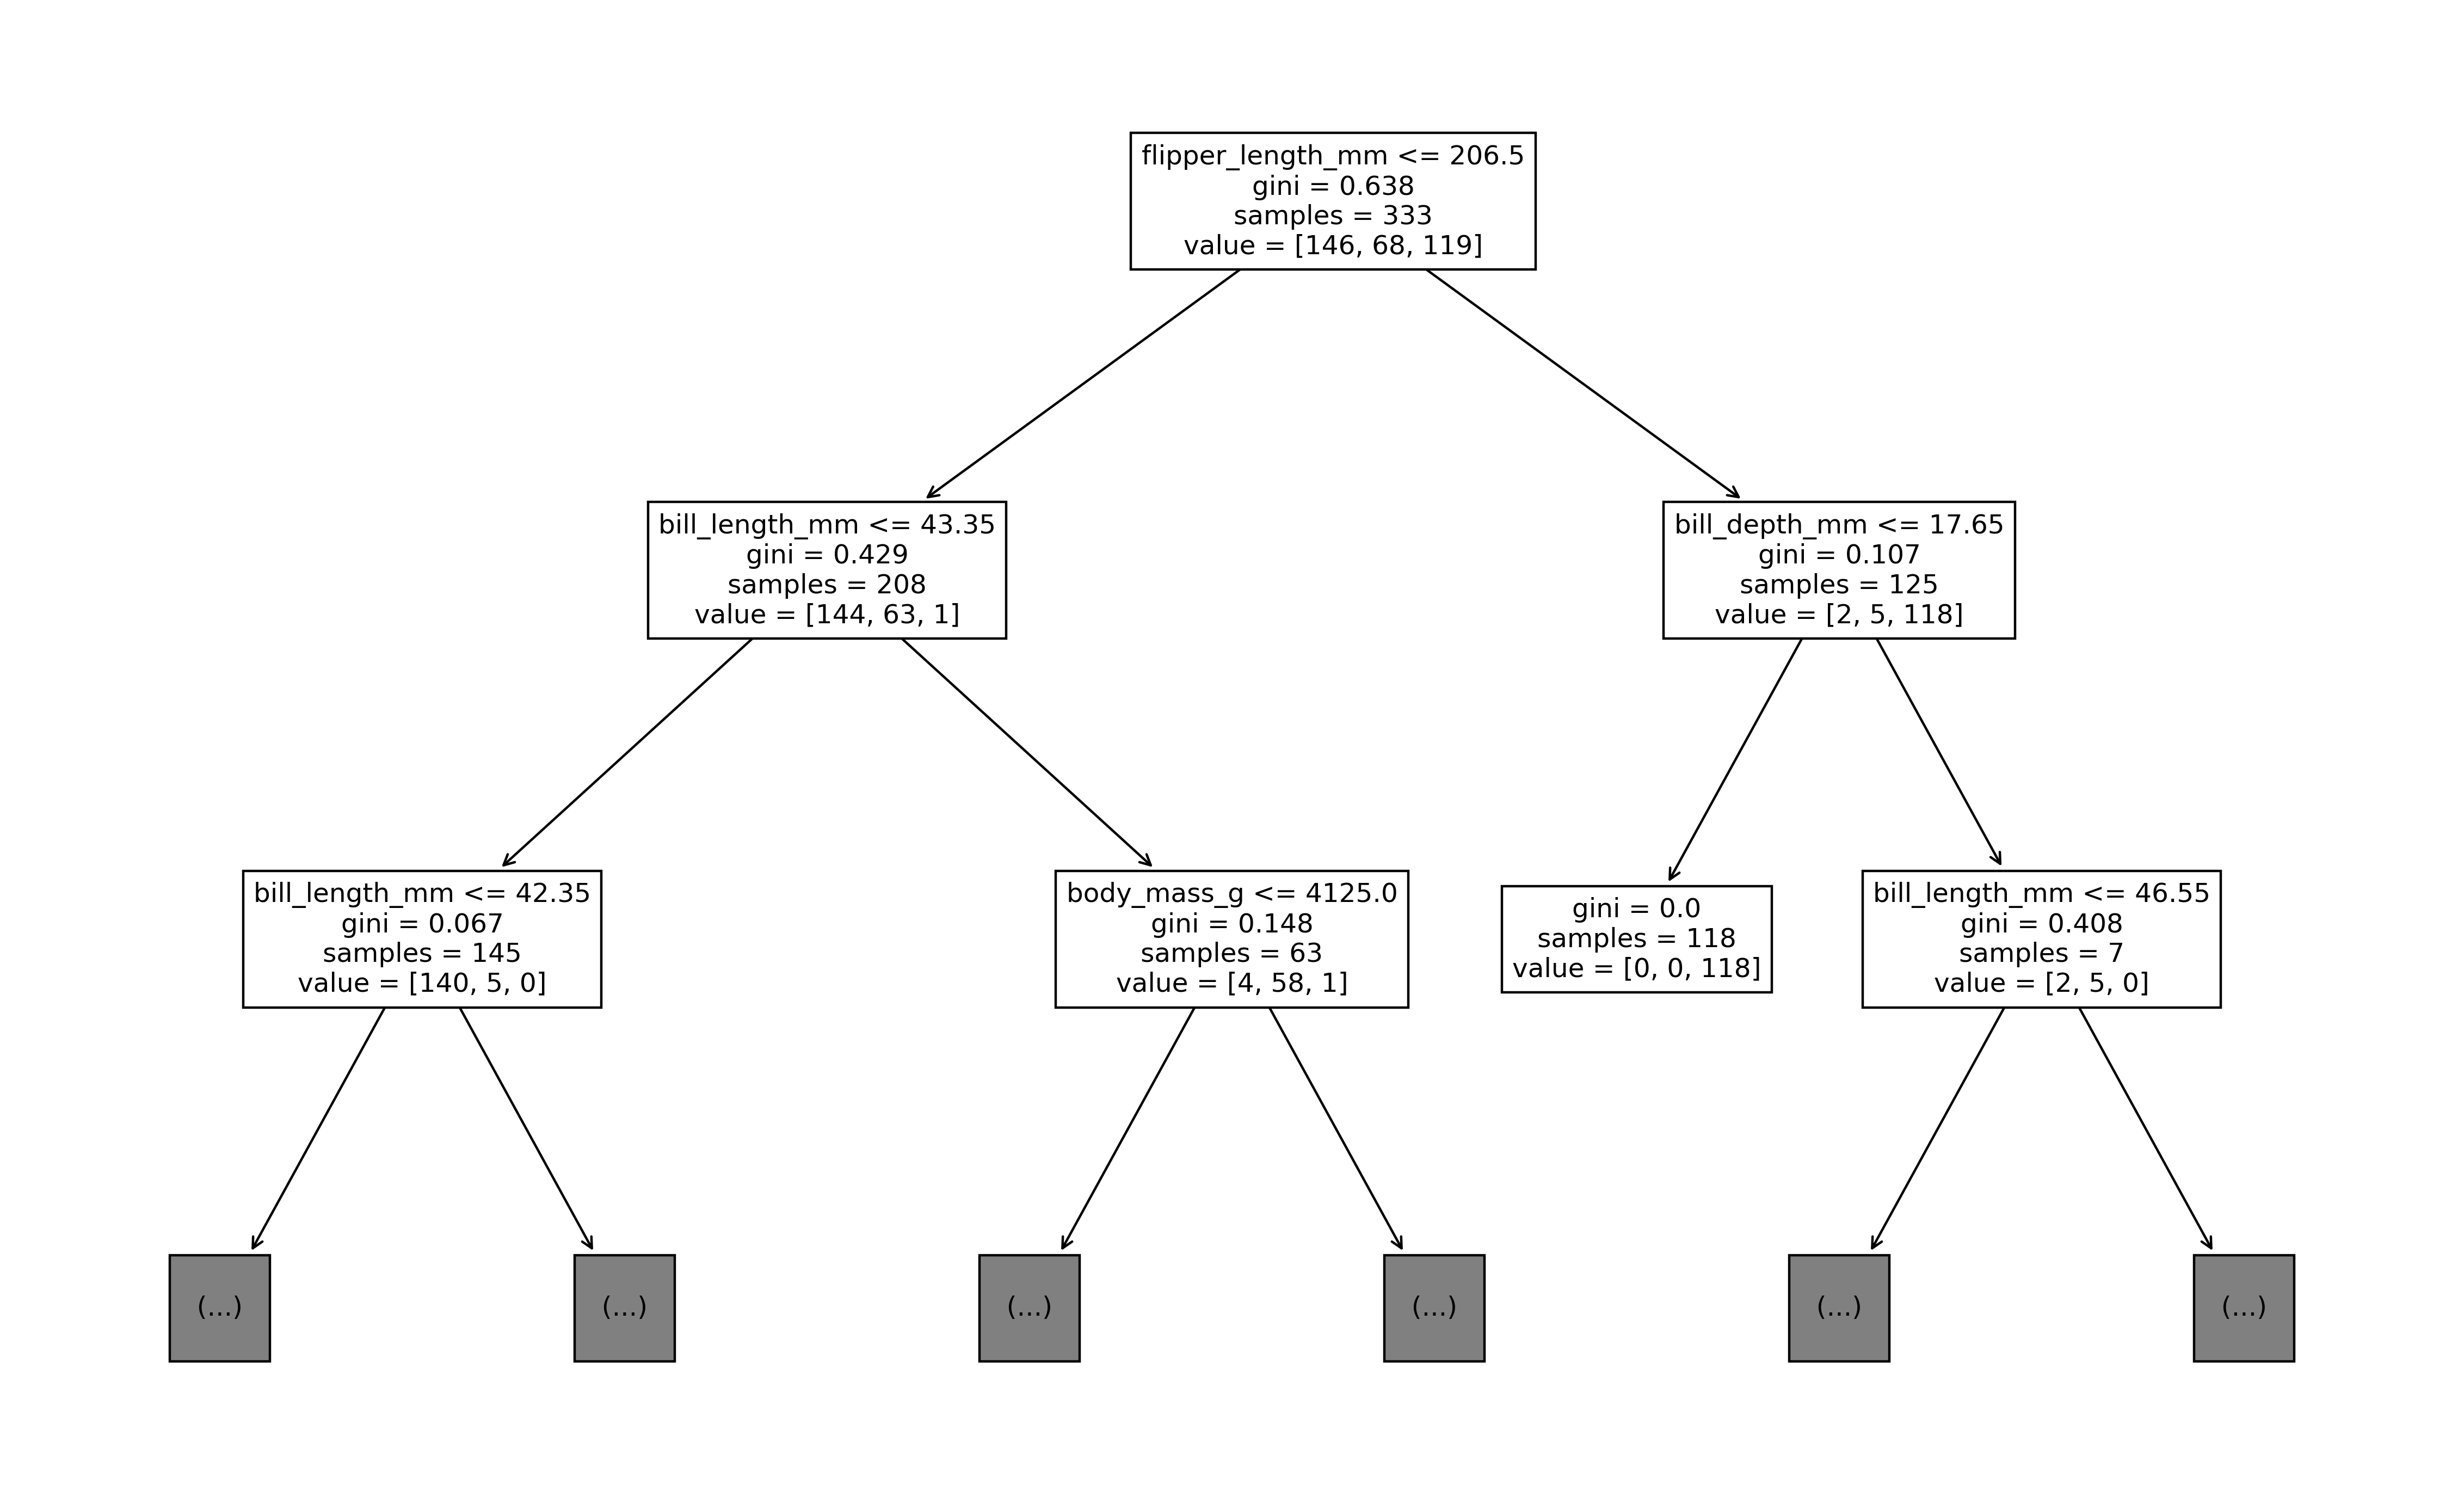 flipper_length_mm <= 206.5
gini = 0.638
samples = 333
value = [146, 68, 119]
bill_length_mm <= 43.35
gini = 0.429
samples = 208
value = [144, 63, 1]
bill_depth_mm <= 17.65
gini = 0.107
samples = 125
value = [2, 5, 118]
bill_length_mm <= 42.35
gini = 0.067
samples = 145
value = [140, 5, 0]
body_mass_g <= 4125.0
gini = 0.148
samples = 63
value = [4, 58, 1]
gini = 0.0
samples = 118
value = [0, 0, 118]
bill_length_mm <= 46.55
gini = 0.408
samples = 7
value = [2, 5, 0]
(...)
(...)
(...)
(...)
(...)
(...)